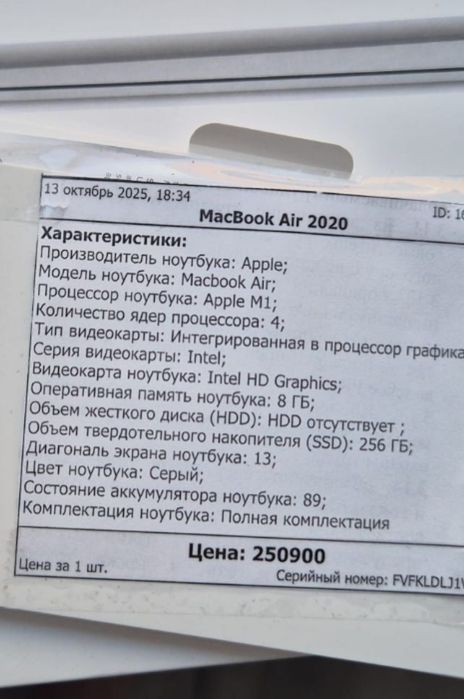 13 октябрь 2025, 18:34
ID: 16
MacBook Air 2020
Характеристики:
Производитель ноутбука: Apple;
Модель ноутбука: Macbook Air;
Процессор ноутбука: Apple M1;
Количество ядер процессора: 4;
Тип видеокарты: Интегрированная в процессор графика
Серия видеокарты: Intel;
Видеокарта ноутбука: Intel HD Graphics;
Оперативная память ноутбука: 8 ГБ;
Объем жесткого диска (HDD): HDD отсутствует ;
Объем твердотельного накопителя (SSD): 256 ГБ;
Диагональ экрана ноутбука: 13;
Цвет ноутбука: Серый;
Состояние аккумулятора ноутбука: 89;
Комплектация ноутбука: Полная комплектация
Цена: 250900
Цена за 1 шт.
Серийный номер: FVFKLDLJ1